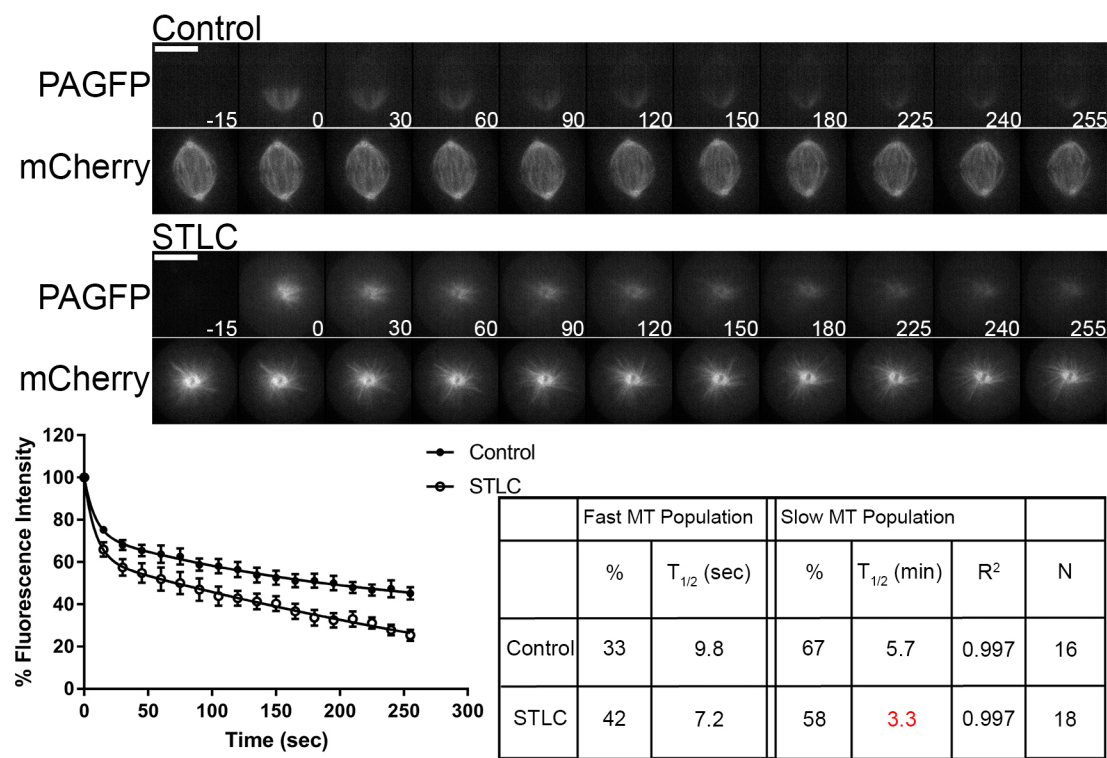 Control
PAGFP
-15 0 30 60 90 120 150 180 225 240 255
mCherry
STLC
PAGFP
-15 0 30 60 90 120 150 180 225 240 255
mCherry
% Fluorescence Intensity
120
100
80
60
40
20
0
0 50 100 150 200 250 300
Time (sec)
Control
STLC
Fast MT Population Slow MT Population
% T1/2 (sec) % T1/2 (min) R² N
Control 33 9.8 67 5.7 0.997 16
STLC 42 7.2 58 3.3 0.997 18